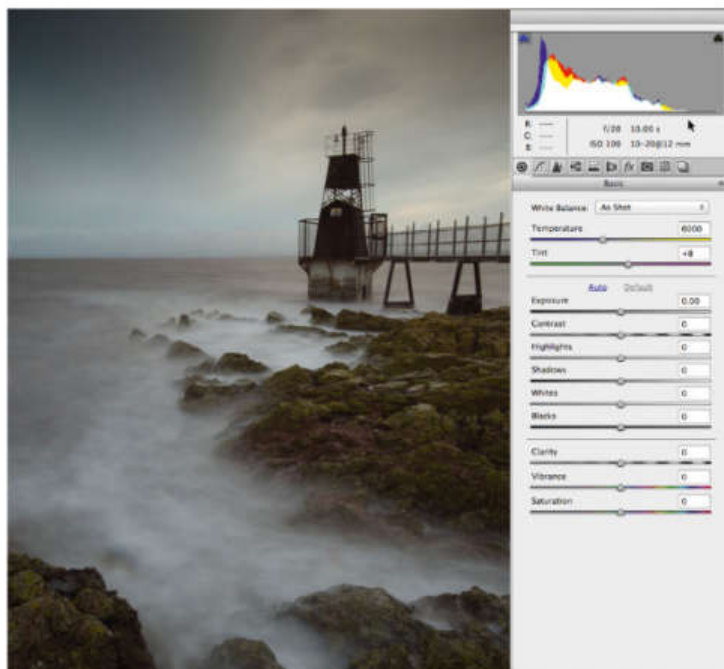 R: ---
G: ---
B: ---
f/20 10.00 s
ISO 100 10-20@12 mm
fx
Basic
White Balance: As Shot
Temperature 6000
Tint +8
Auto Default
Exposure 0.00
Contrast 0
Highlights 0
Shadows 0
Whites 0
Blacks 0
Clarity 0
Vibrance 0
Saturation 0